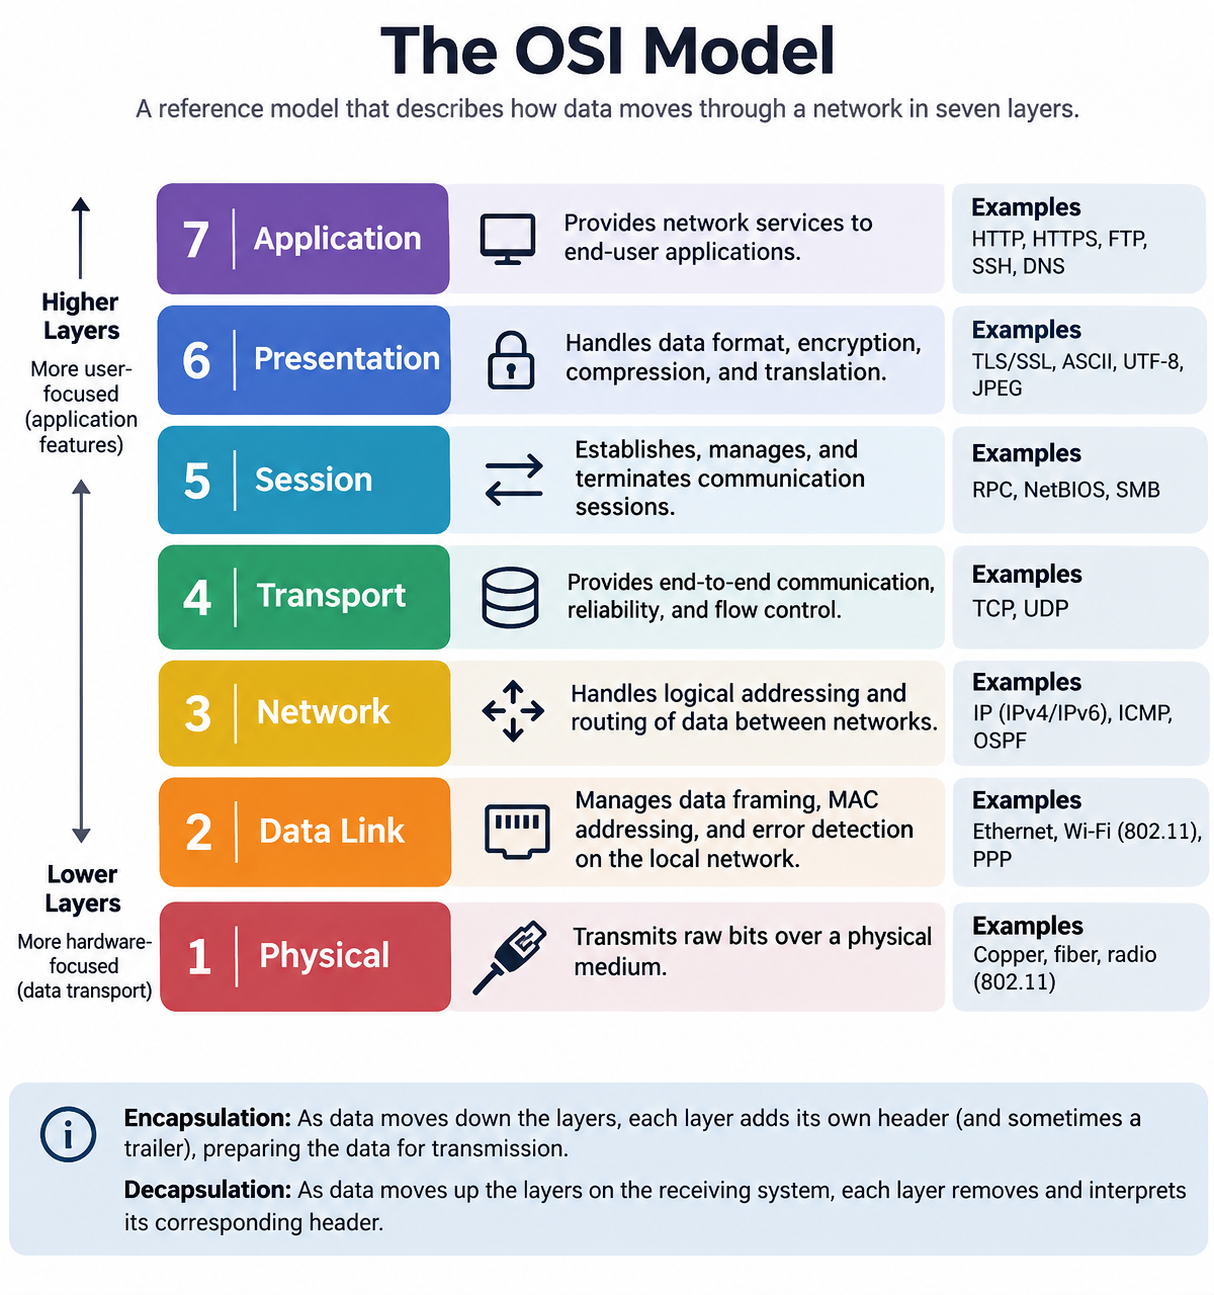 The OSI Model
A reference model that describes how data moves through a network in seven layers.
Higher
Layers
More user-
focused
(application
features)
Lower
Layers
More hardware-
focused
(data transport)
7
Application
Provides network services to
end-user applications.
Examples
HTTP, HTTPS, FTP,
SSH, DNS
6
Presentation
Handles data format, encryption,
compression, and translation.
Examples
TLS/SSL, ASCII, UTF-8,
JPEG
5
Session
Establishes, manages, and
terminates communication
sessions.
Examples
RPC, NetBIOS, SMB
4
Transport
Provides end-to-end communication,
reliability, and flow control.
Examples
TCP, UDP
3
Network
Handles logical addressing and
routing of data between networks.
Examples
IP (IPv4/IPv6), ICMP,
OSPF
2
Data Link
Manages data framing, MAC
addressing, and error detection
on the local network.
Examples
Ethernet, Wi-Fi (802.11),
PPP
1
Physical
Transmits raw bits over a physical
medium.
Examples
Copper, fiber, radio
(802.11)
i
Encapsulation: As data moves down the layers, each layer adds its own header (and sometimes a
trailer), preparing the data for transmission.
Decapsulation: As data moves up the layers on the receiving system, each layer removes and interprets
its corresponding header.